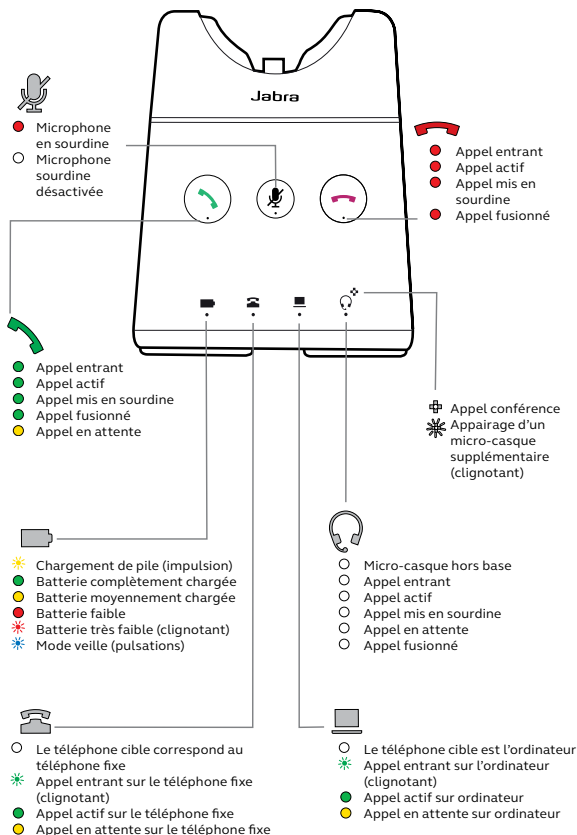 Jabra
Microphone
en sourdine
Microphone
sourdine
désactivée
Appel entrant
Appel actif
Appel mis en
sourdine
Appel fusionné
Appel entrant
Appel actif
Appel mis en sourdine
Appel fusionné
Appel en attente
Appel conférence
Appairage d'un
micro-casque
supplémentaire
(clignotant)
Chargement de pile (impulsion)
Batterie complètement chargée
Batterie moyennement chargée
Batterie faible
Batterie très faible (clignotant)
Mode veille (pulsations)
Micro-casque hors base
Appel entrant
Appel actif
Appel mis en sourdine
Appel en attente
Appel fusionné
Le téléphone cible correspond au
téléphone fixe
Appel entrant sur le téléphone fixe
(clignotant)
Appel actif sur le téléphone fixe
Appel en attente sur le téléphone fixe
Le téléphone cible est l'ordinateur
Appel entrant sur l'ordinateur
(clignotant)
Appel actif sur ordinateur
Appel en attente sur ordinateur